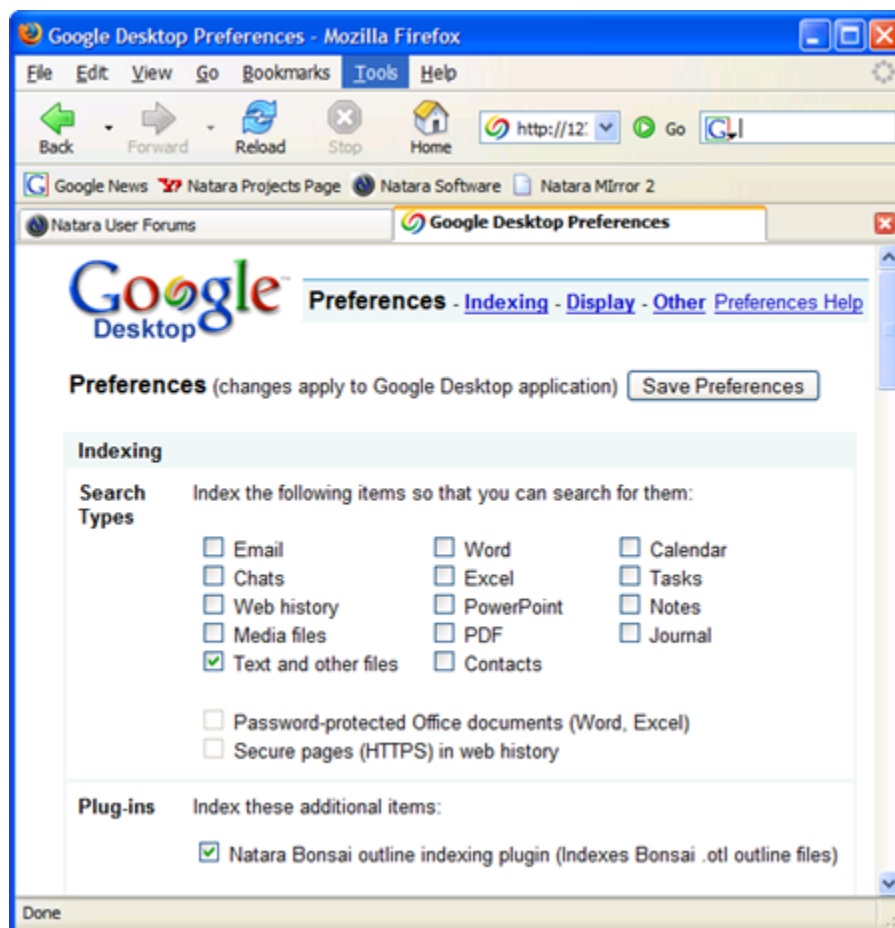 Google Desktop Preferences - Mozilla Firefox
File Edit View Go Bookmarks Tools Help
Back Forward Reload Stop Home http://12 Go G
Google News Natara Projects Page Natara Software Natara MIrror 2
Natara User Forums Google Desktop Preferences
Google™
Desktop
Preferences - Indexing - Display - Other Preferences Help
Preferences (changes apply to Google Desktop application) Save Preferences
Indexing
Search Types Index the following items so that you can search for them:
Email Word Calendar
Chats Excel Tasks
Web history PowerPoint Notes
Media files PDF Journal
Text and other files Contacts
Password-protected Office documents (Word, Excel)
Secure pages (HTTPS) in web history
Plug-ins Index these additional items:
Natara Bonsai outline indexing plugin (Indexes Bonsai .otl outline files)
Done